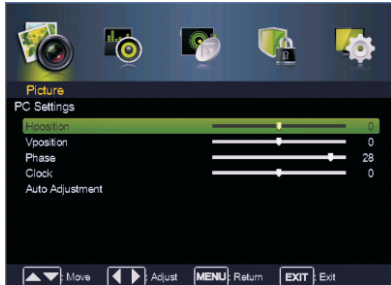 Picture
PC Settings
Hposition 0
Vposition 0
Phase 28
Clock 0
Auto Adjustment
: Move : Adjust MENU : Return EXIT : Exit